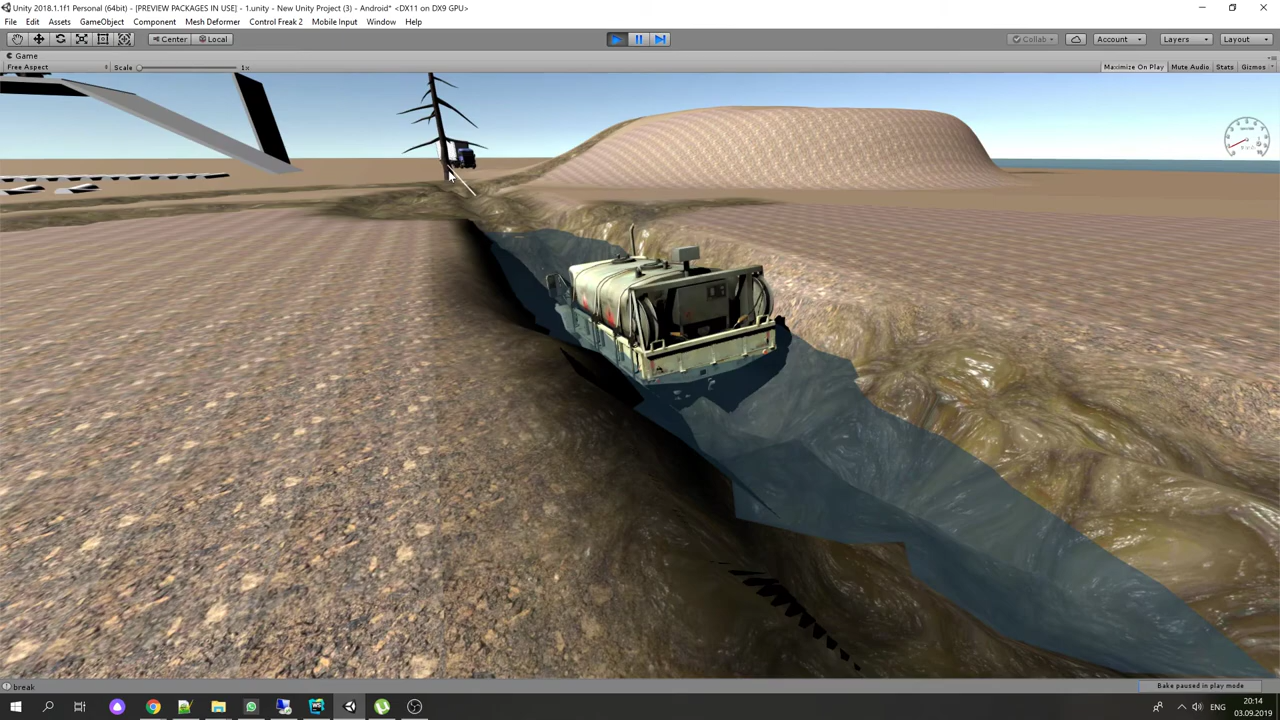 Unity 2018.1.1f1 Personal (64bit) - [PREVIEW PACKAGES IN USE] - 1.unity - New Unity Project (3) - Android* <DX11 on DX9 GPU>
File Edit Assets GameObject Component Mesh Deformer Control Freak 2 Mobile Input Window Help
Center Local Collab Account Layers Layout
Game
Free Aspect Scale 1x Maximize On Play Mute Audio Stats Gizmos
break Bake paused in play mode
ENG 20:14
03.09.2019